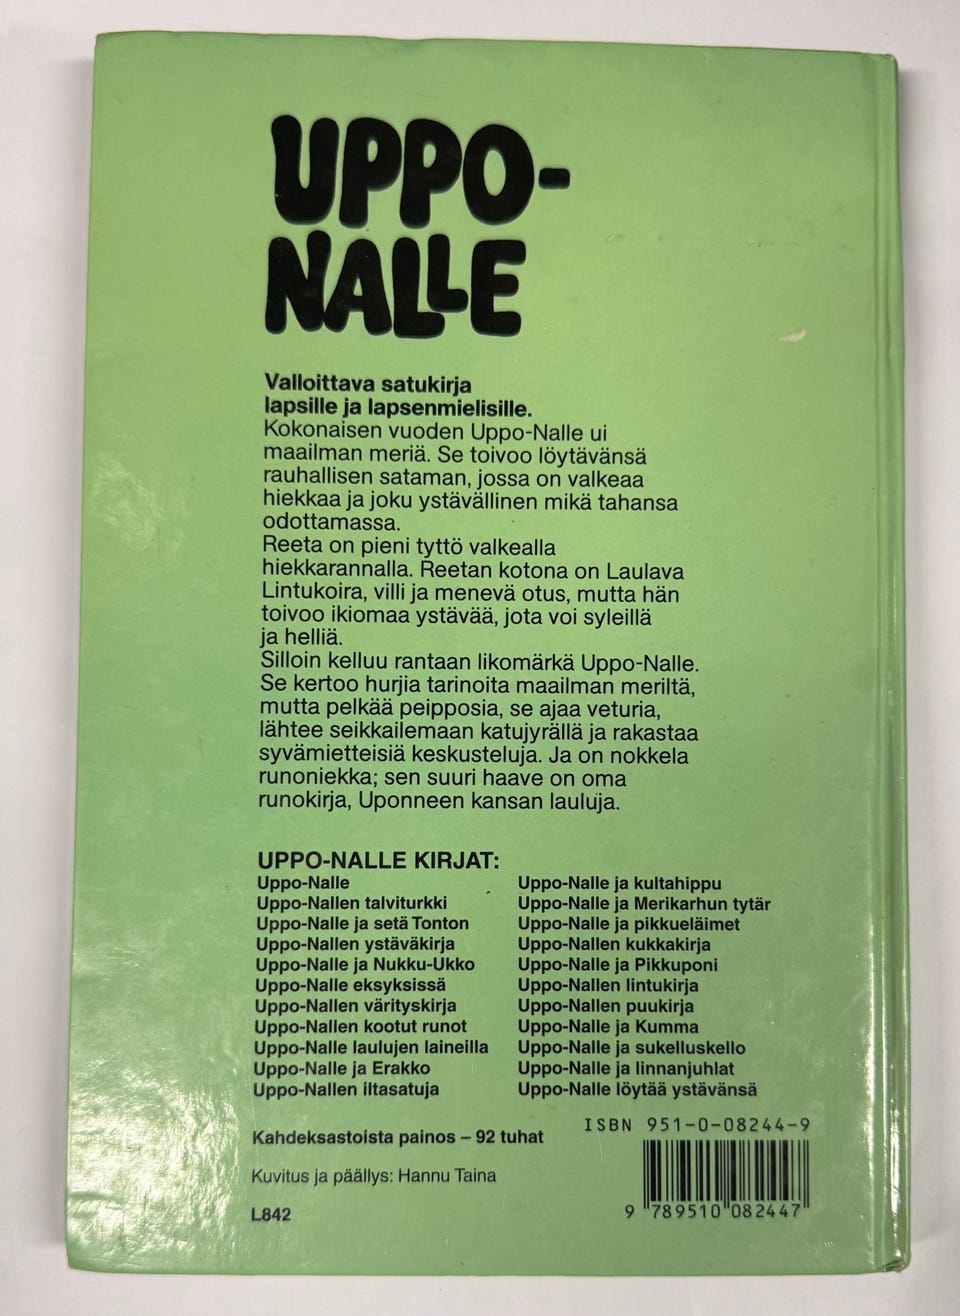 UPPO-
NALLE
Valloittava satukirja
lapsille ja lapsenmielisille.
Kokonaisen vuoden Uppo-Nalle ui
maailman meriä. Se toivoo löytävänsä
rauhallisen sataman, jossa on valkeaa
hiekkaa ja joku ystävällinen mikä tahansa
odottamassa.
Reeta on pieni tyttö valkealla
hiekkarannalla. Reetan kotona on Laulava
Lintukoira, villi ja menevä otus, mutta hän
toivoo ikiomaa ystävää, jota voi syleillä
ja helliä.
Silloin kelluu rantaan likomärkä Uppo-Nalle.
Se kertoo hurjia tarinoita maailman meriltä,
mutta pelkää peipposia, se ajaa veturia,
lähtee seikkailemaan katujyrällä ja rakastaa
syvämietteisiä keskusteluja. Ja on nokkela
runoniekka; sen suuri haave on oma
runokirja, Uponneen kansan lauluja.
UPPO-NALLE KIRJAT:
Uppo-Nalle
Uppo-Nallen talviturkki
Uppo-Nalle ja setä Tonton
Uppo-Nallen ystäväkirja
Uppo-Nalle ja Nukku-Ukko
Uppo-Nalle eksyksissä
Uppo-Nallen värityskirja
Uppo-Nallen kootut runot
Uppo-Nalle laulujen laineilla
Uppo-Nalle ja Erakko
Uppo-Nallen iltasatuja
Uppo-Nalle ja kultahippu
Uppo-Nalle ja Merikarhun tytär
Uppo-Nalle ja pikkueläimet
Uppo-Nallen kukkakirja
Uppo-Nalle ja Pikkuponi
Uppo-Nallen lintukirja
Uppo-Nallen puukirja
Uppo-Nalle ja Kumma
Uppo-Nalle ja sukelluskello
Uppo-Nalle ja linnanjuhlat
Uppo-Nalle löytää ystävänsä
Kahdeksastoista painos – 92 tuhat
Kuvitus ja päällys: Hannu Taina
L842
ISBN 951-0-08244-9
9 789510 082447